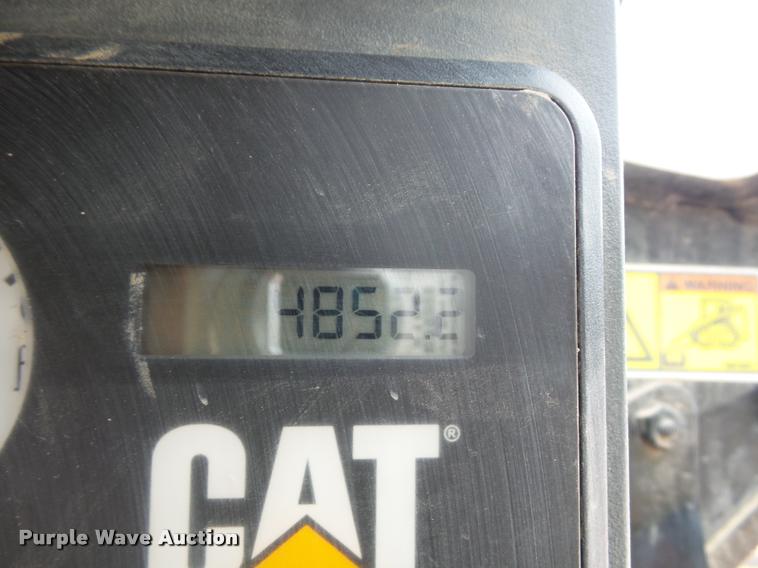 4852.2
WARNING
F
CAT®
Purple Wave Auction